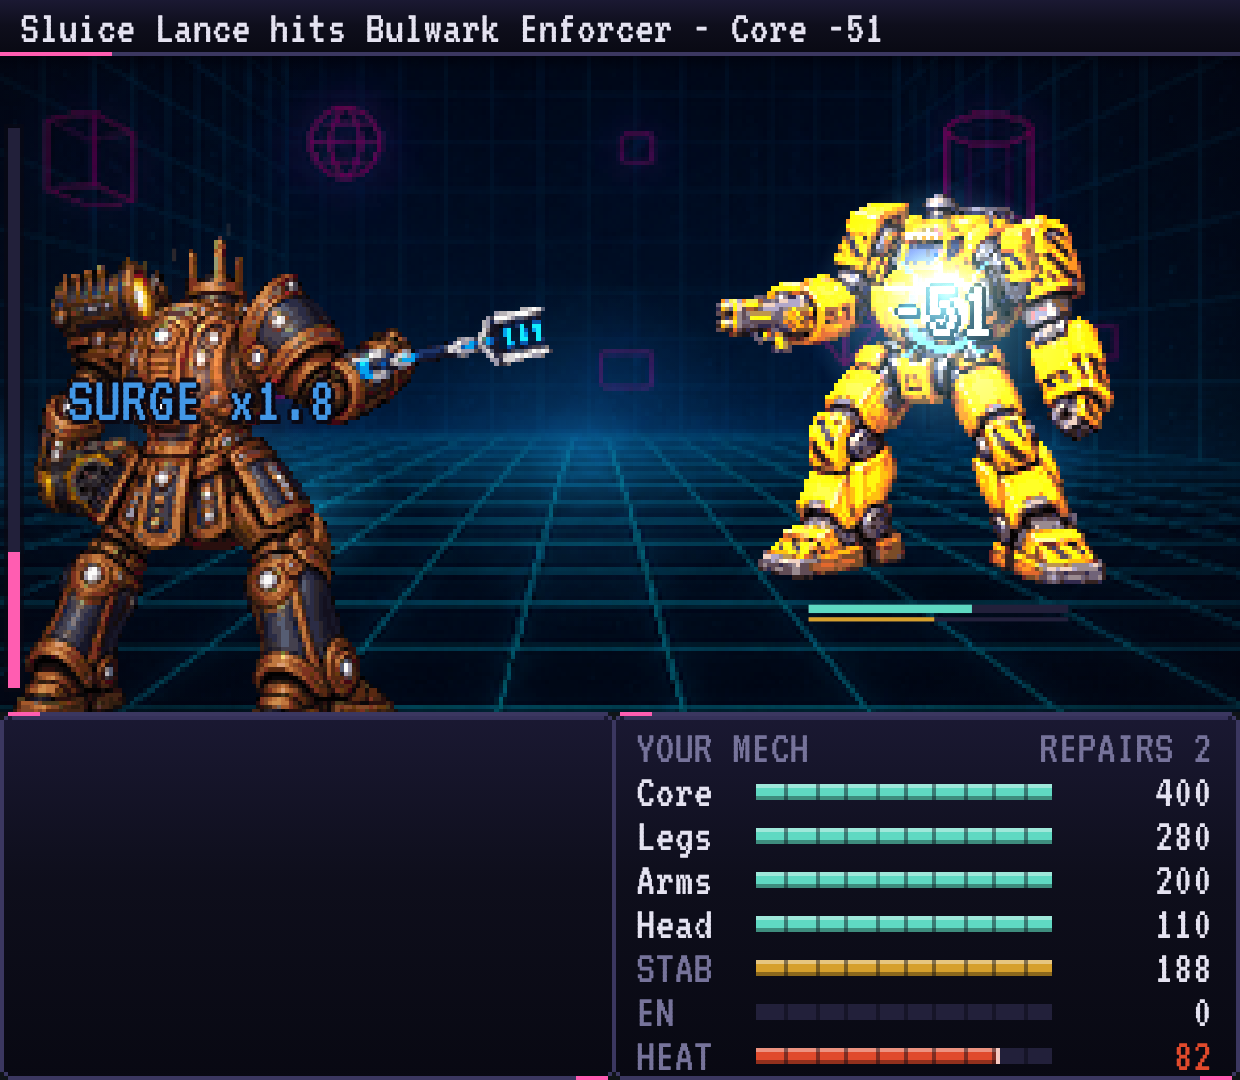 Sluice Lance hits Bulwark Enforcer - Core -51
-51
SURGE x1.8
YOUR MECH REPAIRS 2
Core 400
Legs 280
Arms 200
Head 110
STAB 188
EN 0
HEAT 82